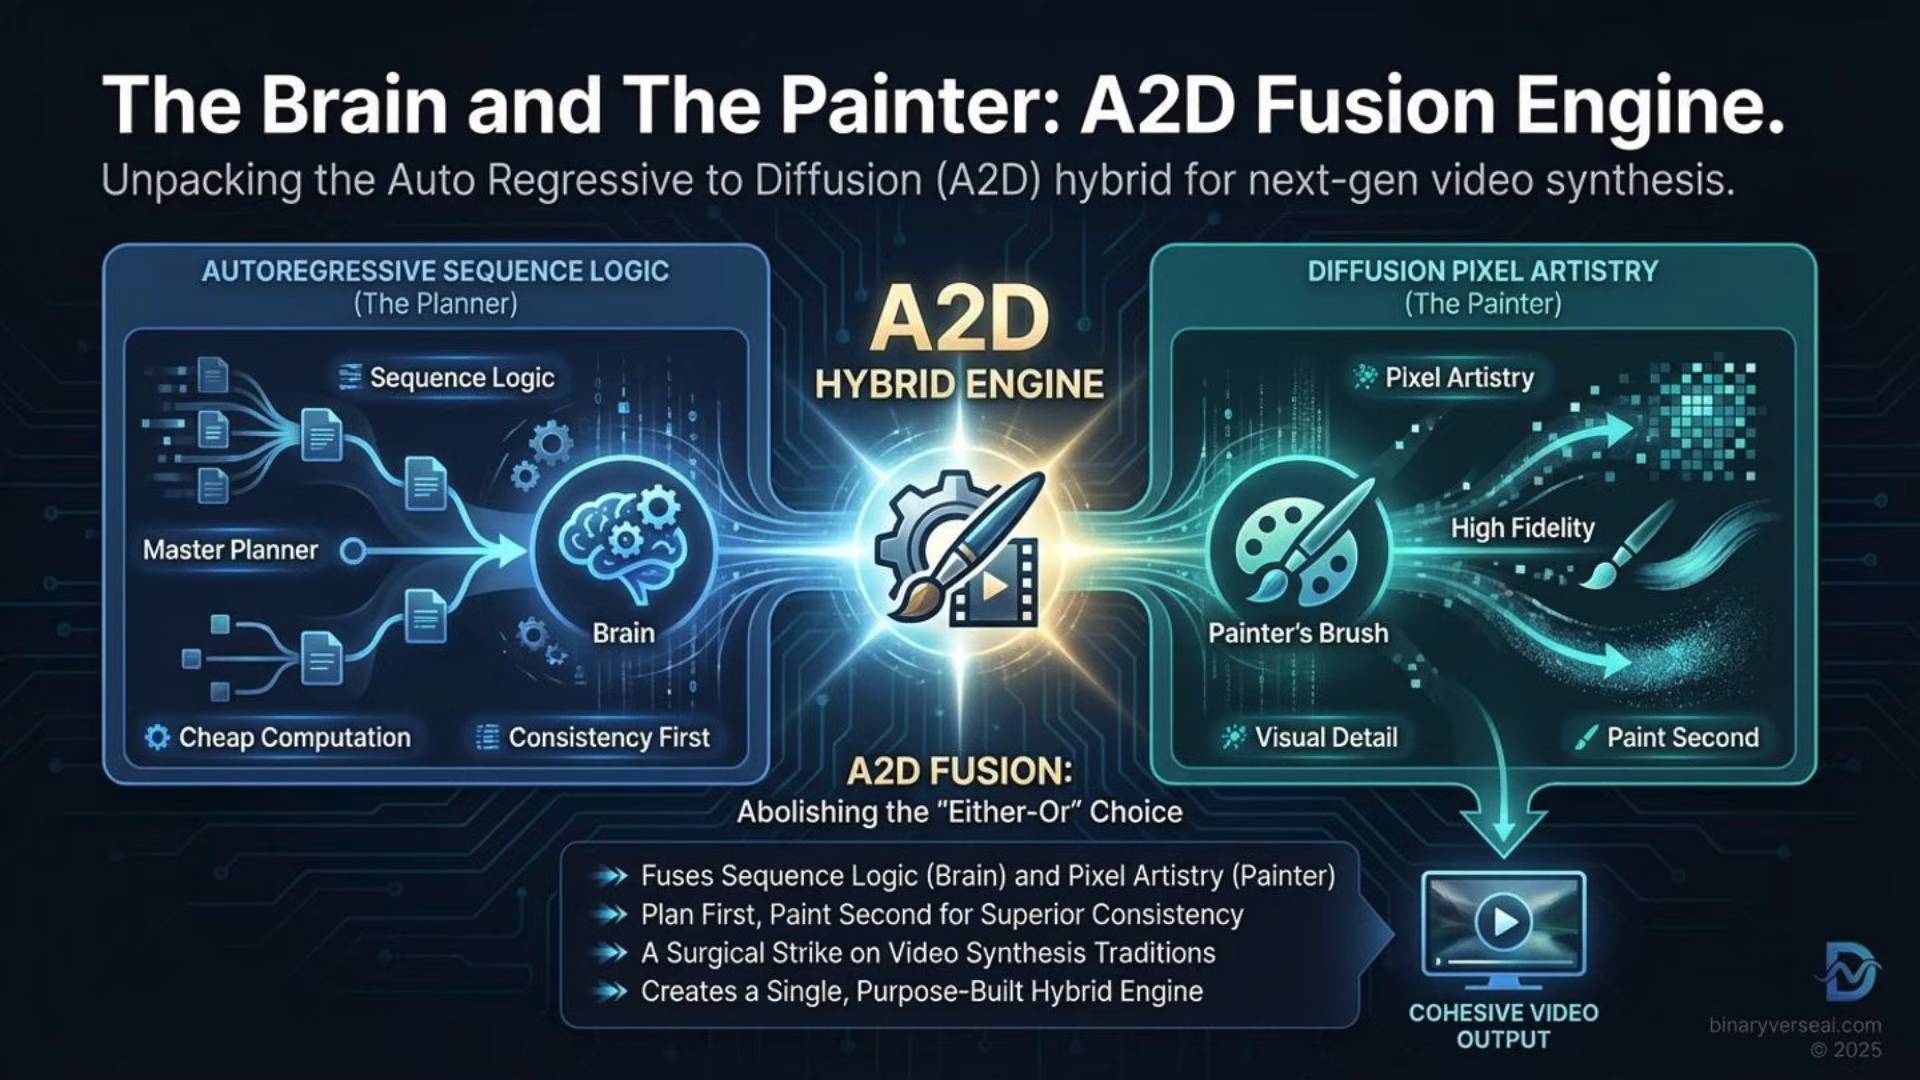 The Brain and The Painter: A2D Fusion Engine.
Unpacking the Auto Regressive to Diffusion (A2D) hybrid for next-gen video synthesis.
AUTOREGRESSIVE SEQUENCE LOGIC
(The Planner)
Sequence Logic
Master Planner
Brain
Cheap Computation
Consistency First
A2D
HYBRID ENGINE
DIFFUSION PIXEL ARTISTRY
(The Painter)
Pixel Artistry
High Fidelity
Painter's Brush
Visual Detail
Paint Second
A2D FUSION:
Abolishing the "Either-Or" Choice
Fuses Sequence Logic (Brain) and Pixel Artistry (Painter)
Plan First, Paint Second for Superior Consistency
A Surgical Strike on Video Synthesis Traditions
Creates a Single, Purpose-Built Hybrid Engine
COHESIVE VIDEO
OUTPUT
binaryverseai.com
© 2025